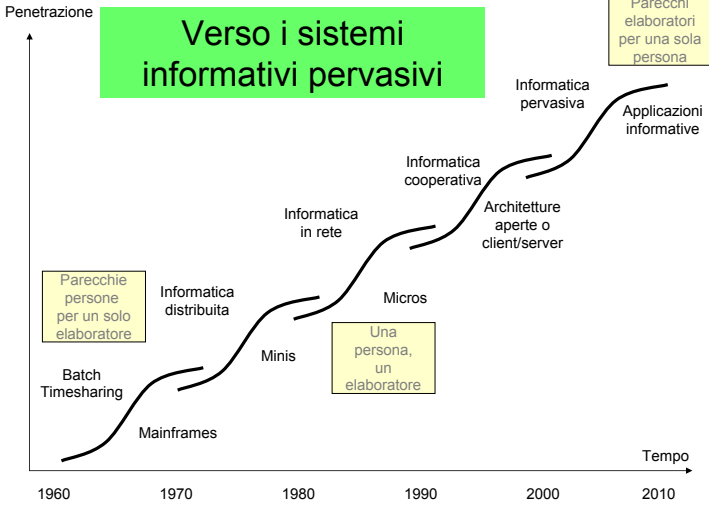 Penetrazione
Verso i sistemi
informativi pervasivi
Parecchi
elaboratori
per una sola
persona
Informatica
pervasiva
Applicazioni
informative
Informatica
cooperativa
Architetture
aperte o
client/server
Informatica
in rete
Micros
Parecchie
persone
per un solo
elaboratore
Informatica
distribuita
Minis
Una
persona,
un
elaboratore
Batch
Timesharing
Mainframes
Tempo
1960 1970 1980 1990 2000 2010